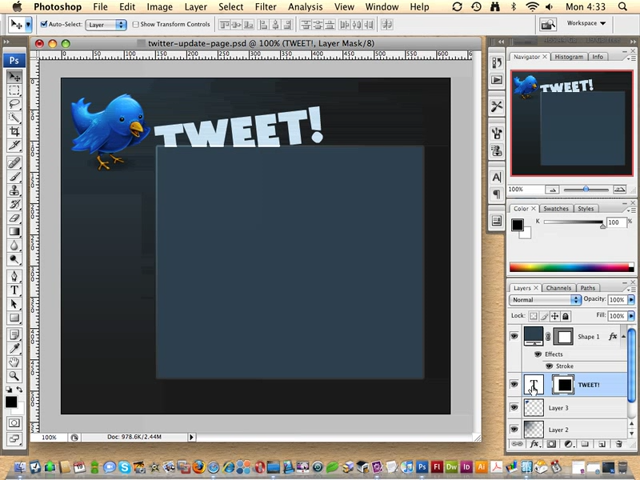 Photoshop File Edit Image Layer Select Filter Analysis View Window Help Mon 4:33
Auto-Select: Layer Show Transform Controls Workspace
twitter-update-page.psd @ 100% (TWEET!, Layer Mask/8)
Ps
Navigator Histogram Info
TWEET!
TWEET!
100%
Color Swatches Styles
K 100 %
Layers Channels Paths
Normal Opacity: 100%
Lock: Fill: 100%
Shape 1 fx
Effects
Stroke
T TWEET!
Layer 3
Layer 2
100% Doc: 978.6K/2.44M